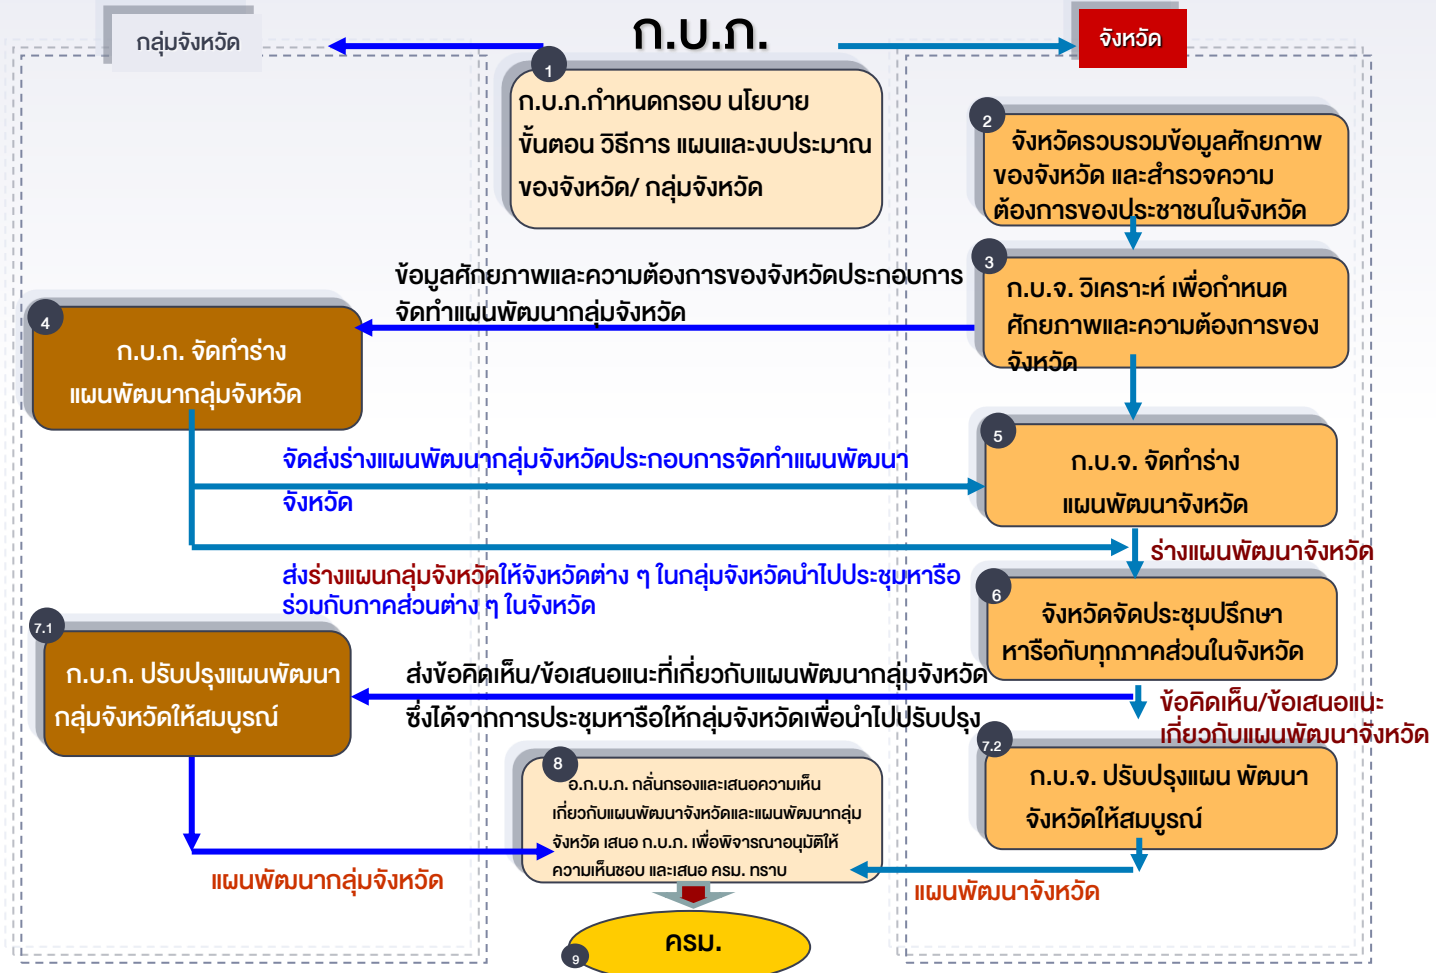 กลุ่มจังหวัด
ก.บ.ภ.
จังหวัด
1
ก.บ.ภ.กำหนดกรอบ นโยบาย
ขั้นตอน วิธีการ แผนและงบประมาณ
ของจังหวัด/ กลุ่มจังหวัด
2
จังหวัดรวบรวมข้อมูลศักยภาพ
ของจังหวัด และสำรวจความ
ต้องการของประชาชนในจังหวัด
3
ก.บ.จ. วิเคราะห์ เพื่อกำหนด
ศักยภาพและความต้องการของ
จังหวัด
ข้อมูลศักยภาพและความต้องการของจังหวัดประกอบการ
จัดทำแผนพัฒนากลุ่มจังหวัด
4
ก.บ.ก. จัดทำร่าง
แผนพัฒนากลุ่มจังหวัด
จัดส่งร่างแผนพัฒนากลุ่มจังหวัดประกอบการจัดทำแผนพัฒนา
จังหวัด
5
ก.บ.จ. จัดทำร่าง
แผนพัฒนาจังหวัด
ร่างแผนพัฒนาจังหวัด
ส่งร่างแผนกลุ่มจังหวัดให้จังหวัดต่าง ๆ ในกลุ่มจังหวัดนำไปประชุมหารือ
ร่วมกับภาคส่วนต่าง ๆ ในจังหวัด
6
จังหวัดจัดประชุมปรึกษา
หารือกับทุกภาคส่วนในจังหวัด
7.1
ก.บ.ก. ปรับปรุงแผนพัฒนา
กลุ่มจังหวัดให้สมบูรณ์
ส่งข้อคิดเห็น/ข้อเสนอแนะที่เกี่ยวกับแผนพัฒนากลุ่มจังหวัด
ซึ่งได้จากการประชุมหารือให้กลุ่มจังหวัดเพื่อนำไปปรับปรุง
ข้อคิดเห็น/ข้อเสนอแนะ
เกี่ยวกับแผนพัฒนาจังหวัด
7.2
ก.บ.จ. ปรับปรุงแผน พัฒนา
จังหวัดให้สมบูรณ์
8
อ.ก.บ.ภ. กลั่นกรองและเสนอความเห็น
เกี่ยวกับแผนพัฒนาจังหวัดและแผนพัฒนากลุ่ม
จังหวัด เสนอ ก.บ.ภ. เพื่อพิจารณาอนุมัติให้
ความเห็นชอบ และเสนอ ครม. ทราบ
แผนพัฒนากลุ่มจังหวัด
แผนพัฒนาจังหวัด
ครม.
9